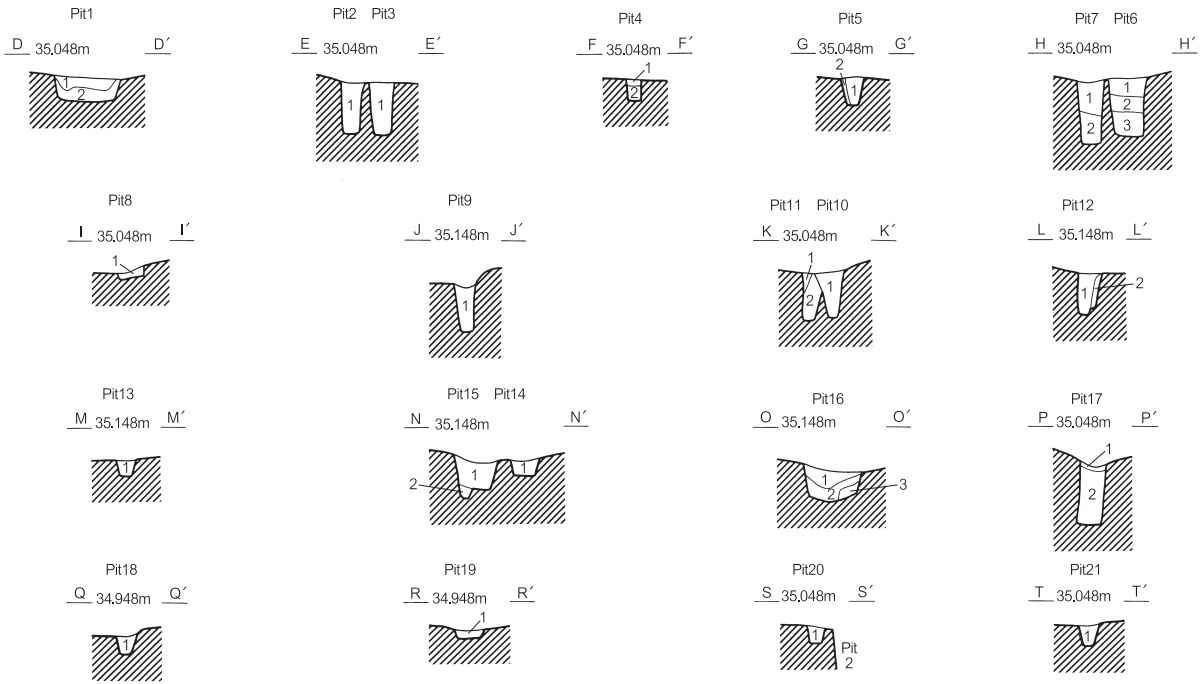 Pit1
D 35.048m D′
1
2
Pit2 Pit3
E 35.048m E′
1 1
Pit4
F 35.048m F′
1
2
Pit5
G 35.048m G′
2
1
Pit7 Pit6
H 35.048m H′
1 1
2 2
3
Pit8
I 35.048m I′
1
Pit9
J 35.148m J′
1
Pit11 Pit10
K 35.048m K′
1
2 1
Pit12
L 35.148m L′
1 2
Pit13
M 35.148m M′
1
Pit15 Pit14
N 35.148m N′
1 1
2
Pit16
O 35.148m O′
1
2 3
Pit17
P 35.048m P′
1
2
Pit18
Q 34.948m Q′
1
Pit19
R 34.948m R′
1
Pit20
S 35.048m S′
1
Pit
2
Pit21
T 35.048m T′
1